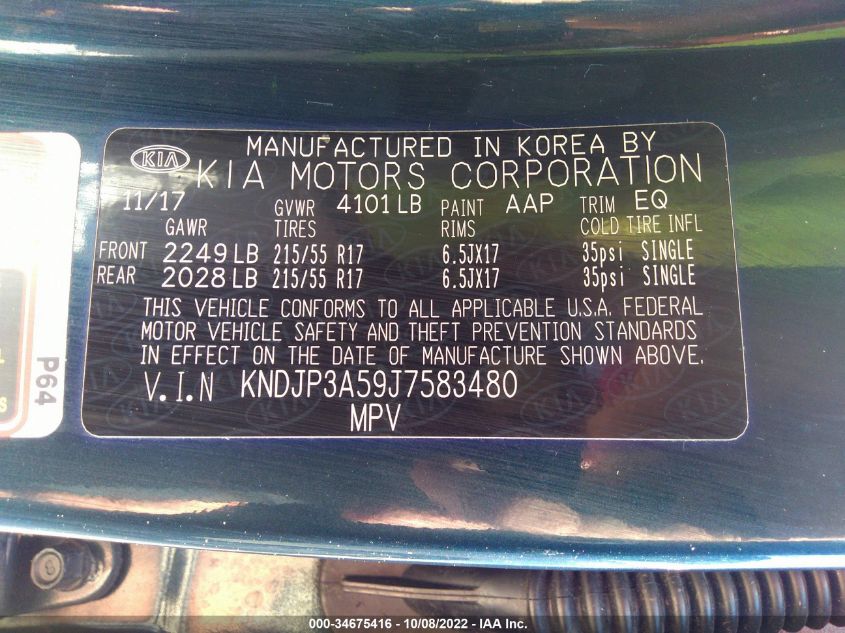 MANUFACTURED IN KOREA BY
KIA KIA MOTORS CORPORATION
11/17 GVWR 4101 LB PAINT AAP TRIM EQ
GAWR TIRES RIMS COLD TIRE INFL
FRONT 2249 LB 215/55 R17 6.5JX17 35psi SINGLE
REAR 2028 LB 215/55 R17 6.5JX17 35psi SINGLE
THIS VEHICLE CONFORMS TO ALL APPLICABLE U.S.A. FEDERAL
MOTOR VEHICLE SAFETY AND THEFT PREVENTION STANDARDS
IN EFFECT ON THE DATE OF MANUFACTURE SHOWN ABOVE.
V.I.N KNDJP3A59J7583480
MPV
P64
000-34675416 - 10/08/2022 - IAA Inc.